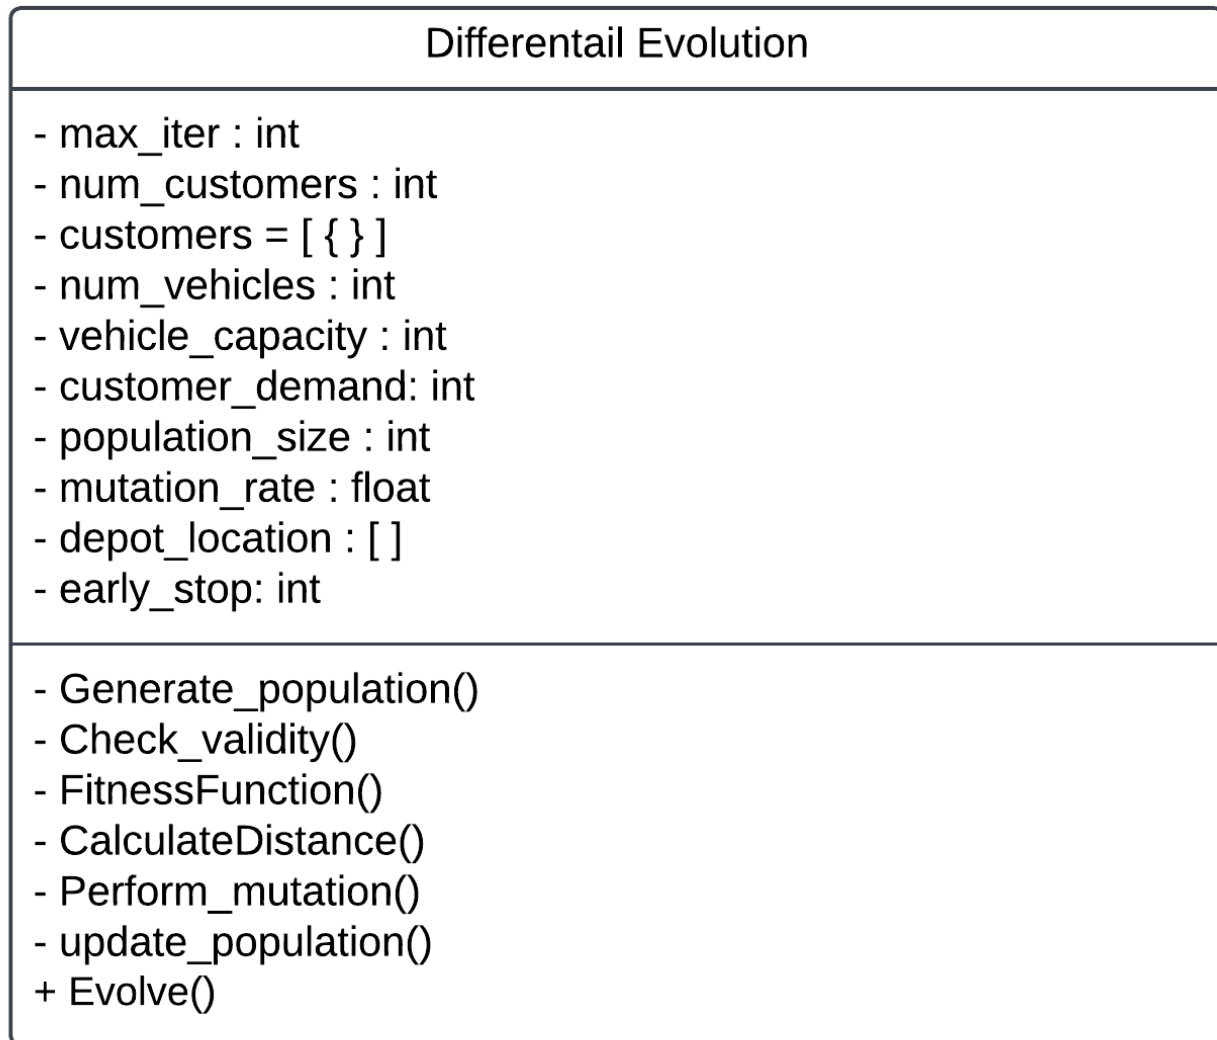 Differentail Evolution
- max_iter : int
- num_customers : int
- customers = [ { } ]
- num_vehicles : int
- vehicle_capacity : int
- customer_demand: int
- population_size : int
- mutation_rate : float
- depot_location : [ ]
- early_stop: int
- Generate_population()
- Check_validity()
- FitnessFunction()
- CalculateDistance()
- Perform_mutation()
- update_population()
+ Evolve()